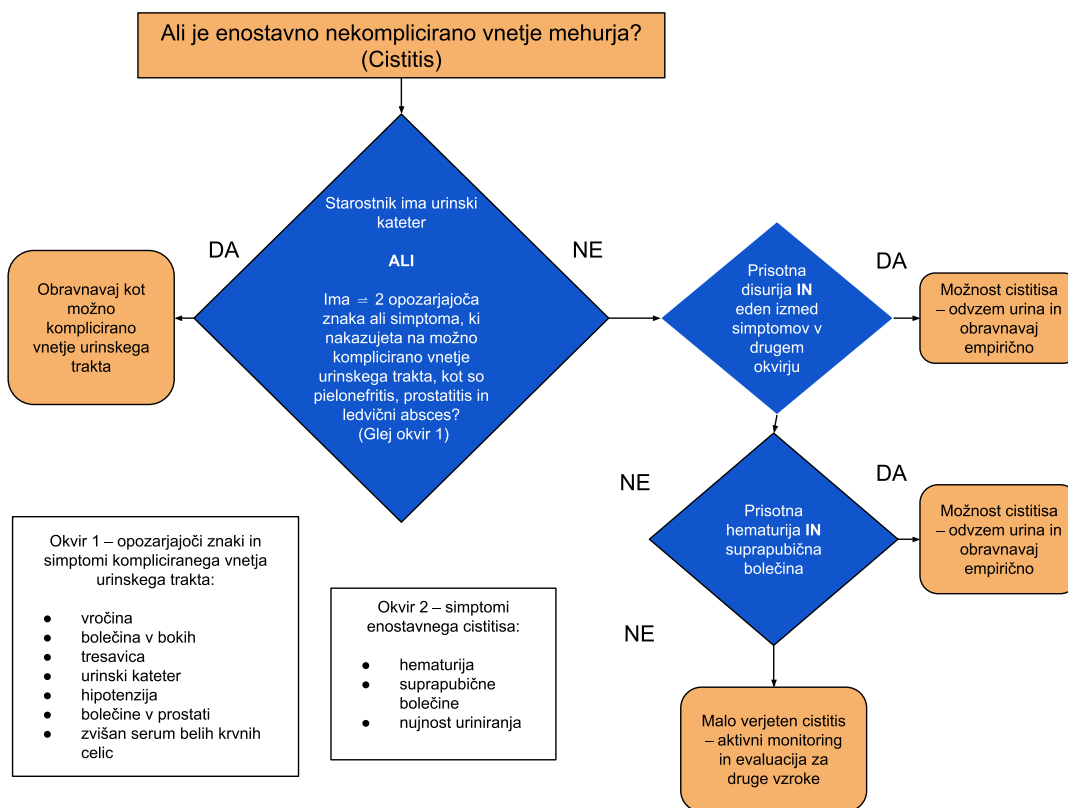 Ali je enostavno nekomplicirano vnetje mehurja?
(Cistitis)
Starostnik ima urinski
kateter
ALI
Ima = 2 opozarjajoča
znaka ali simptoma, ki
nakazujeta na možno
komplicirano vnetje
urinskega trakta, kot so
pielonefritis, prostatitis in
ledvični absces?
(Glej okvir 1)
DA
NE
Obravnavaj kot
možno
komplicirano
vnetje urinskega
trakta
Prisotna
disurija IN
eden izmed
simptomov v
drugem
okvirju
DA
Možnost cistitisa
– odvzem urina in
obravnavaj
empirično
NE
Prisotna
hematurija IN
suprapubična
bolečina
DA
Možnost cistitisa
– odvzem urina in
obravnavaj
empirično
NE
Malo verjeten cistitis
– aktivni monitoring
in evaluacija za
druge vzroke
Okvir 1 – opozarjajoči znaki in
simptomi kompliciranega vnetja
urinskega trakta:
● vročina
● bolečina v bokih
● tresavica
● urinski kateter
● hipotenzija
● bolečine v prostati
● zvišan serum belih krvnih
celic
Okvir 2 – simptomi
enostavnega cistitisa:
● hematurija
● suprapubične
bolečine
● nujnost uriniranja